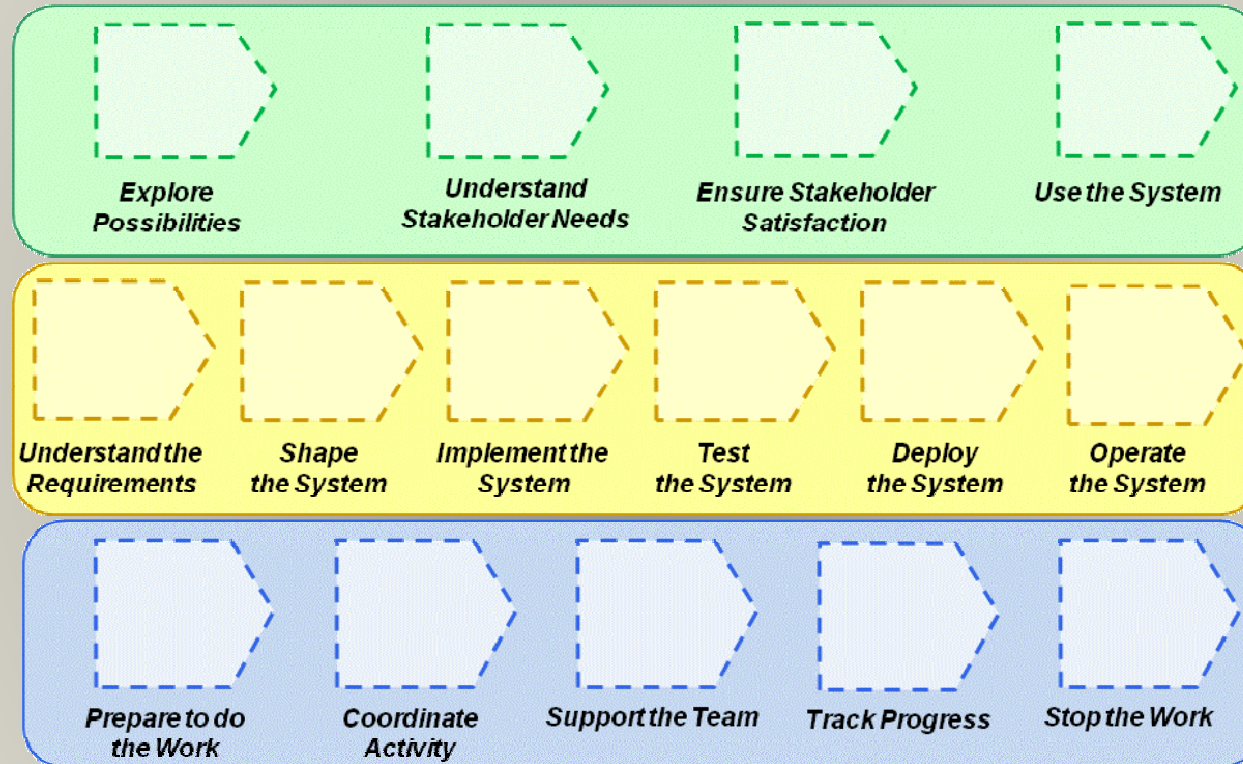 Explore
Possibilities
Understand
Stakeholder Needs
Ensure Stakeholder
Satisfaction
Use the System
Understand the
Requirements
Shape
the System
Implement the
System
Test
the System
Deploy
the System
Operate
the System
Prepare to do
the Work
Coordinate
Activity
Support the Team
Track Progress
Stop the Work